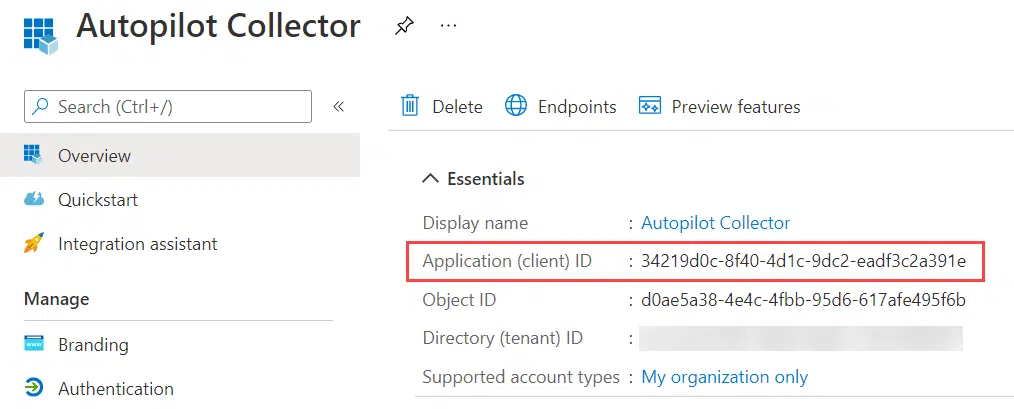 Autopilot Collector
Search (Ctrl+/)
«
Delete
Endpoints
Preview features
Overview
Quickstart
Integration assistant
Manage
Branding
Authentication
Essentials
Display name : Autopilot Collector
Application (client) ID : 34219d0c-8f40-4d1c-9dc2-eadf3c2a391e
Object ID : d0ae5a38-4e4c-4fbb-95d6-617afe495f6b
Directory (tenant) ID :
Supported account types : My organization only